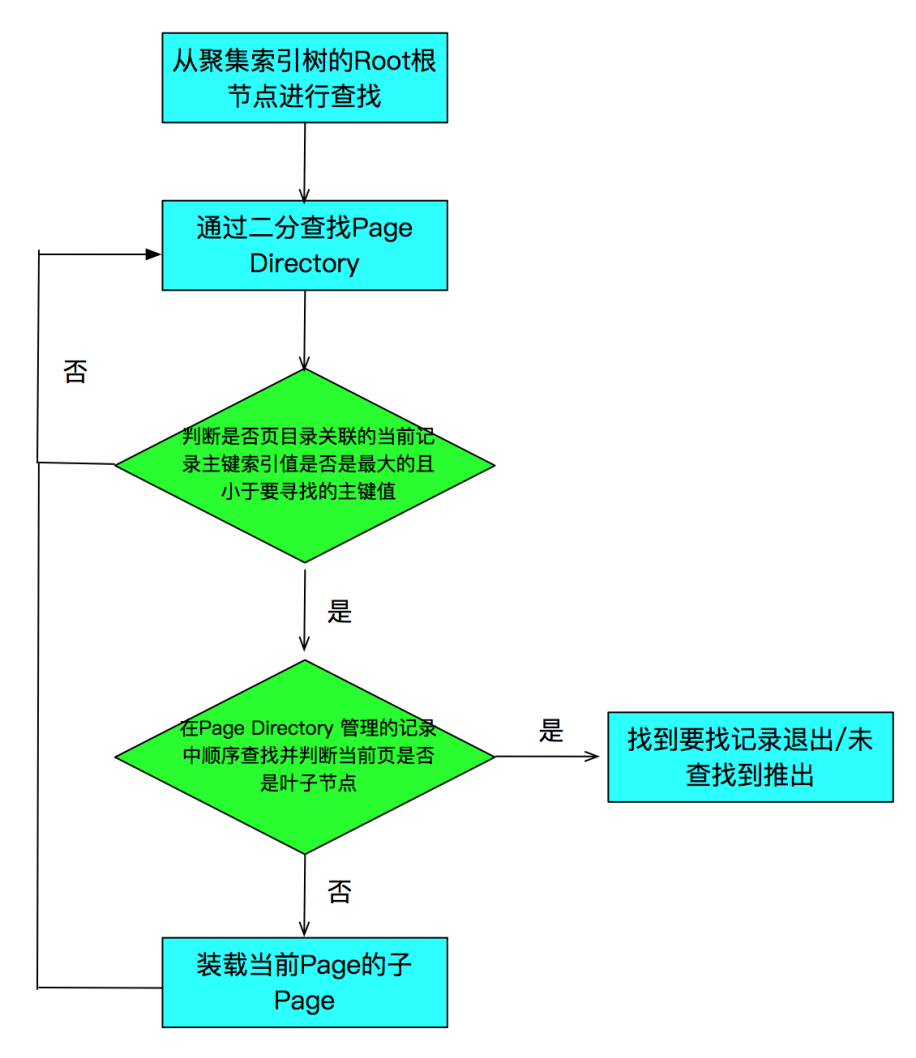 从聚集索引树的Root根
节点进行查找
通过二分查找Page
Directory
否
判断是否页目录关联的当前记
录主键索引值是否是最大的且
小于要寻找的主键值
是
在Page Directory 管理的记录
中顺序查找并判断当前页是否
是叶子节点
是
找到要找记录退出/未
查找到推出
否
装载当前Page的子
Page